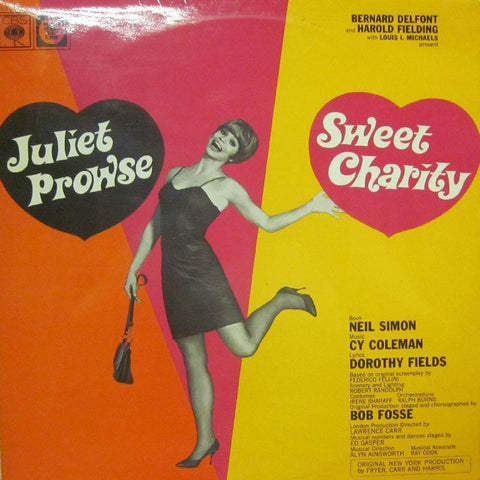 CBS
BERNARD DELFONT
and HAROLD FIELDING
with LOUIS I. MICHAELS
present
Juliet
Prowse
Sweet
Charity
Book
NEIL SIMON
Music
CY COLEMAN
Lyrics
DOROTHY FIELDS
Based on original screenplay by
FEDERICO FELLINI
Scenery and Lighting
ROBERT RANDOLPH
Costumes Orchestrations
IRENE SHARAFF RALPH BURNS
Original Production staged and choreographed by
BOB FOSSE
London Production Directed by
LAWRENCE CARR
Musical numbers and dances staged by
ED GASPER
Musical Direction Musical Associate
ALYN AINSWORTH RAY COOK
ORIGINAL NEW YORK PRODUCTION
by FRYER, CARR AND HARRIS.